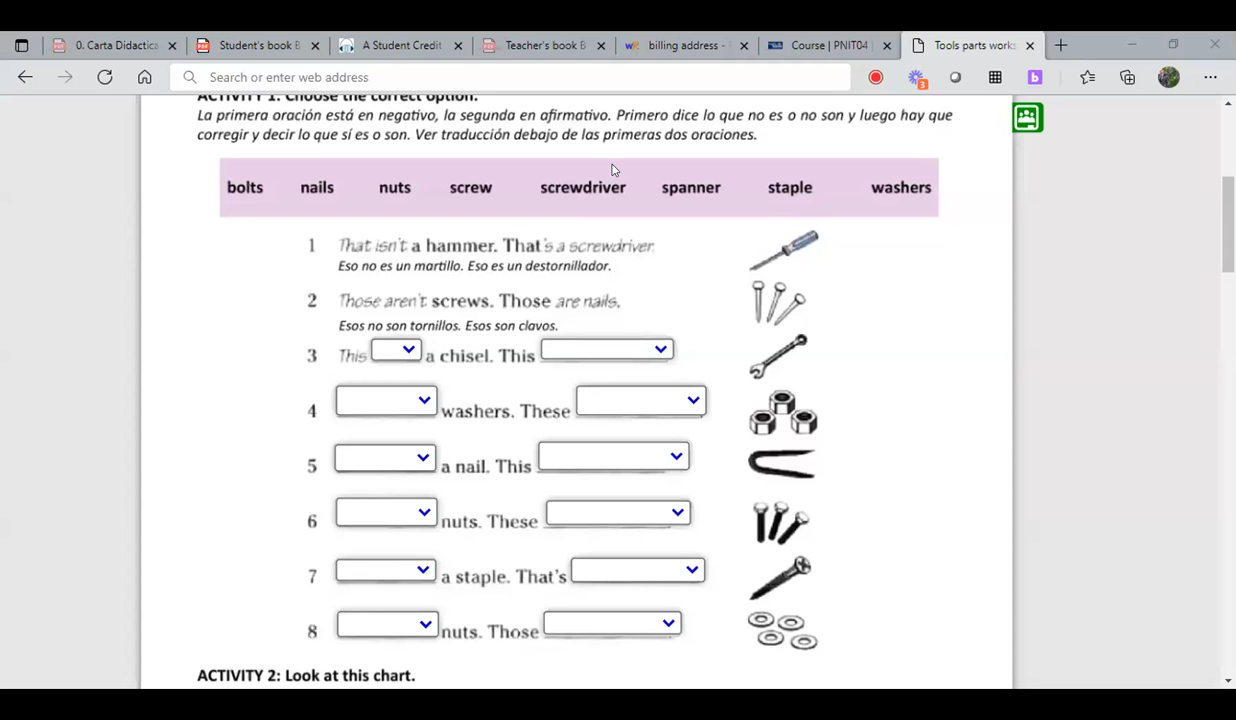 0. Carta Didactica
Student's book B
A Student Credit
Teacher's book B
billing address -
Course | PNIT04
Tools parts works
Search or enter web address
3
b
ACTIVITY 1: Choose the correct option.
La primera oración está en negativo, la segunda en afirmativo. Primero dice lo que no es o no son y luego hay que
corregir y decir lo que sí es o son. Ver traducción debajo de las primeras dos oraciones.
bolts nails nuts screw screwdriver spanner staple washers
1 That isn't a hammer. That's a screwdriver.
Eso no es un martillo. Eso es un destornillador.
2 Those aren't screws. Those are nails.
Esos no son tornillos. Esos son clavos.
3 This a chisel. This
4 washers. These
5 a nail. This
6 nuts. These
7 a staple. That's
8 nuts. Those
ACTIVITY 2: Look at this chart.